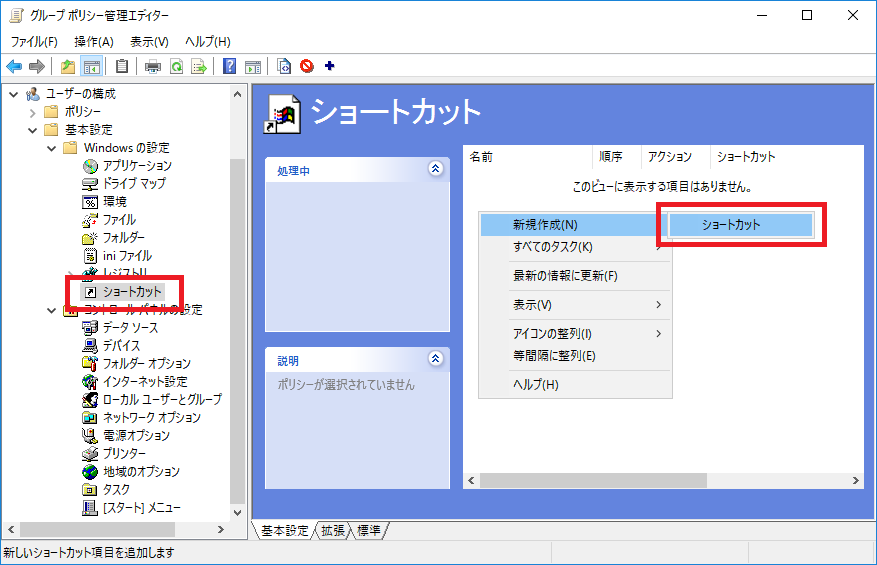 グループ ポリシー管理エディター
ファイル(F) 操作(A) 表示(V) ヘルプ(H)
ユーザーの構成
ポリシー
基本設定
Windows の設定
アプリケーション
ドライブ マップ
環境
ファイル
フォルダー
ini ファイル
レジストリ
ショートカット
コントロール パネルの設定
データ ソース
デバイス
フォルダー オプション
インターネット設定
ローカル ユーザーとグループ
ネットワーク オプション
電源オプション
プリンター
地域のオプション
タスク
[スタート] メニュー
ショートカット
処理中
説明
ポリシーが選択されていません
名前 順序 アクション ショートカット
このビューに表示する項目はありません。
新規作成(N)
ショートカット
すべてのタスク(K)
最新の情報に更新(F)
表示(V)
アイコンの整列(I)
等間隔に整列(E)
ヘルプ(H)
基本設定 拡張 標準
新しいショートカット項目を追加します